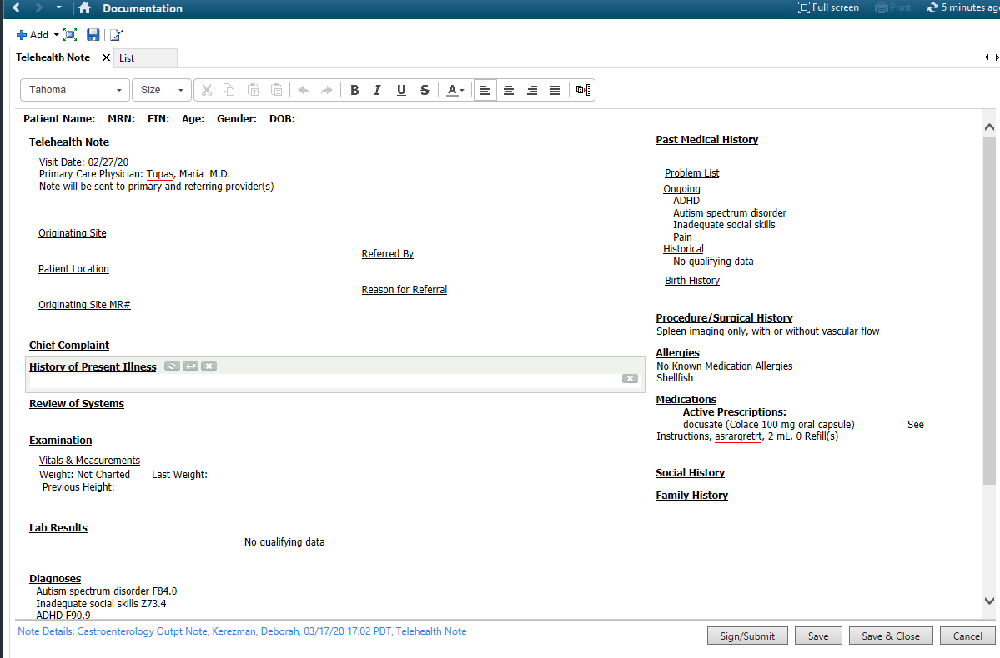 Documentation
Full screen
Print
5 minutes ago
Add
Telehealth Note
List
Tahoma
Size
B I U S A
Patient Name: MRN: FIN: Age: Gender: DOB:
Telehealth Note
Visit Date: 02/27/20
Primary Care Physician: Tupas, Maria M.D.
Note will be sent to primary and referring provider(s)
Originating Site
Referred By
Patient Location
Reason for Referral
Originating Site MR#
Chief Complaint
History of Present Illness
Review of Systems
Examination
Vitals & Measurements
Weight: Not Charted Last Weight:
Previous Height:
Lab Results
No qualifying data
Diagnoses
Autism spectrum disorder F84.0
Inadequate social skills Z73.4
ADHD F90.9
Past Medical History
Problem List
Ongoing
ADHD
Autism spectrum disorder
Inadequate social skills
Pain
Historical
No qualifying data
Birth History
Procedure/Surgical History
Spleen imaging only, with or without vascular flow
Allergies
No Known Medication Allergies
Shellfish
Medications
Active Prescriptions:
docusate (Colace 100 mg oral capsule) See
Instructions, asrargretrt, 2 mL, 0 Refill(s)
Social History
Family History
Note Details: Gastroenterology Outpt Note, Kerezman, Deborah, 03/17/20 17:02 PDT, Telehealth Note
Sign/Submit
Save
Save & Close
Cancel